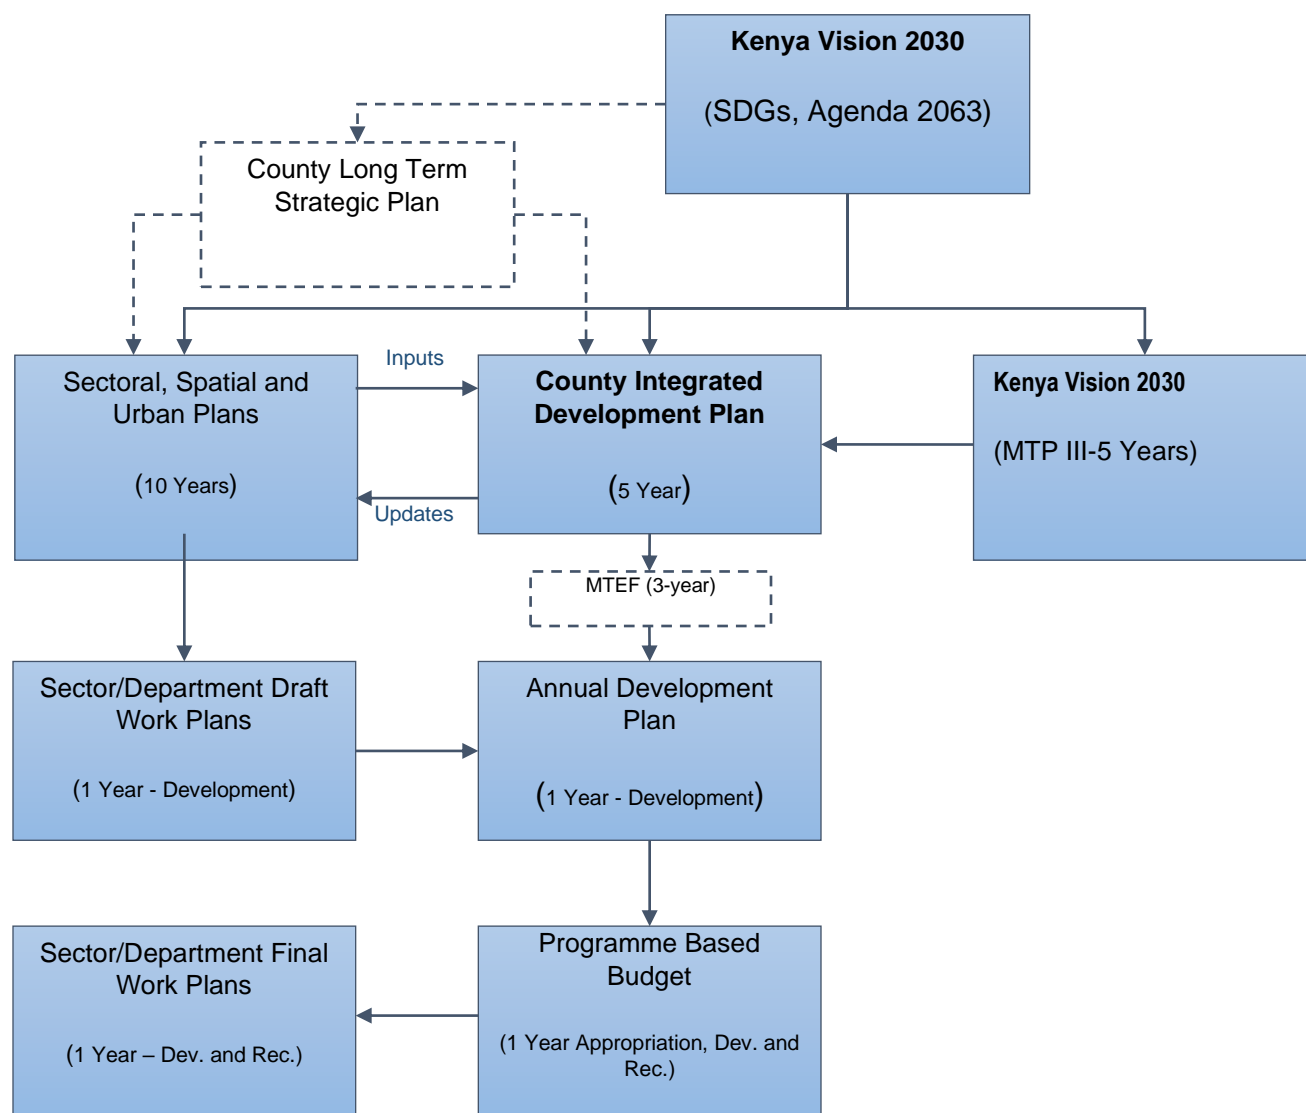 Kenya Vision 2030
(SDGs, Agenda 2063)
County Long Term
Strategic Plan
Sectoral, Spatial and
Urban Plans
(10 Years)
Inputs
Updates
County Integrated
Development Plan
(5 Year)
Kenya Vision 2030
(MTP III-5 Years)
MTEF (3-year)
Sector/Department Draft
Work Plans
(1 Year - Development)
Annual Development
Plan
(1 Year - Development)
Sector/Department Final
Work Plans
(1 Year – Dev. and Rec.)
Programme Based
Budget
(1 Year Appropriation, Dev. and
Rec.)